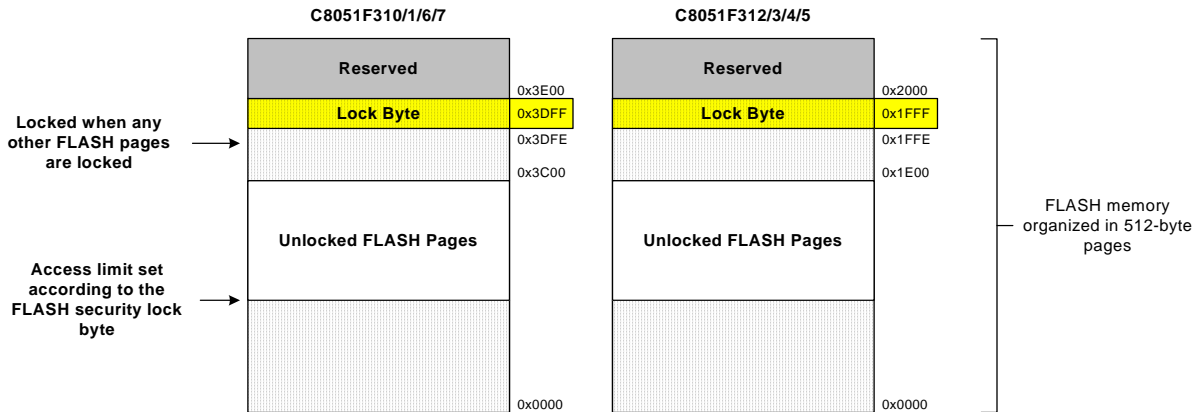 C8051F310/1/6/7
C8051F312/3/4/5
Reserved
Reserved
0x3E00
0x2000
Lock Byte
0x3DFF
Lock Byte
0x1FFF
Locked when any
other FLASH pages
are locked
0x3DFE
0x1FFE
0x3C00
0x1E00
Unlocked FLASH Pages
Unlocked FLASH Pages
FLASH memory
organized in 512-byte
pages
Access limit set
according to the
FLASH security lock
byte
0x0000
0x0000